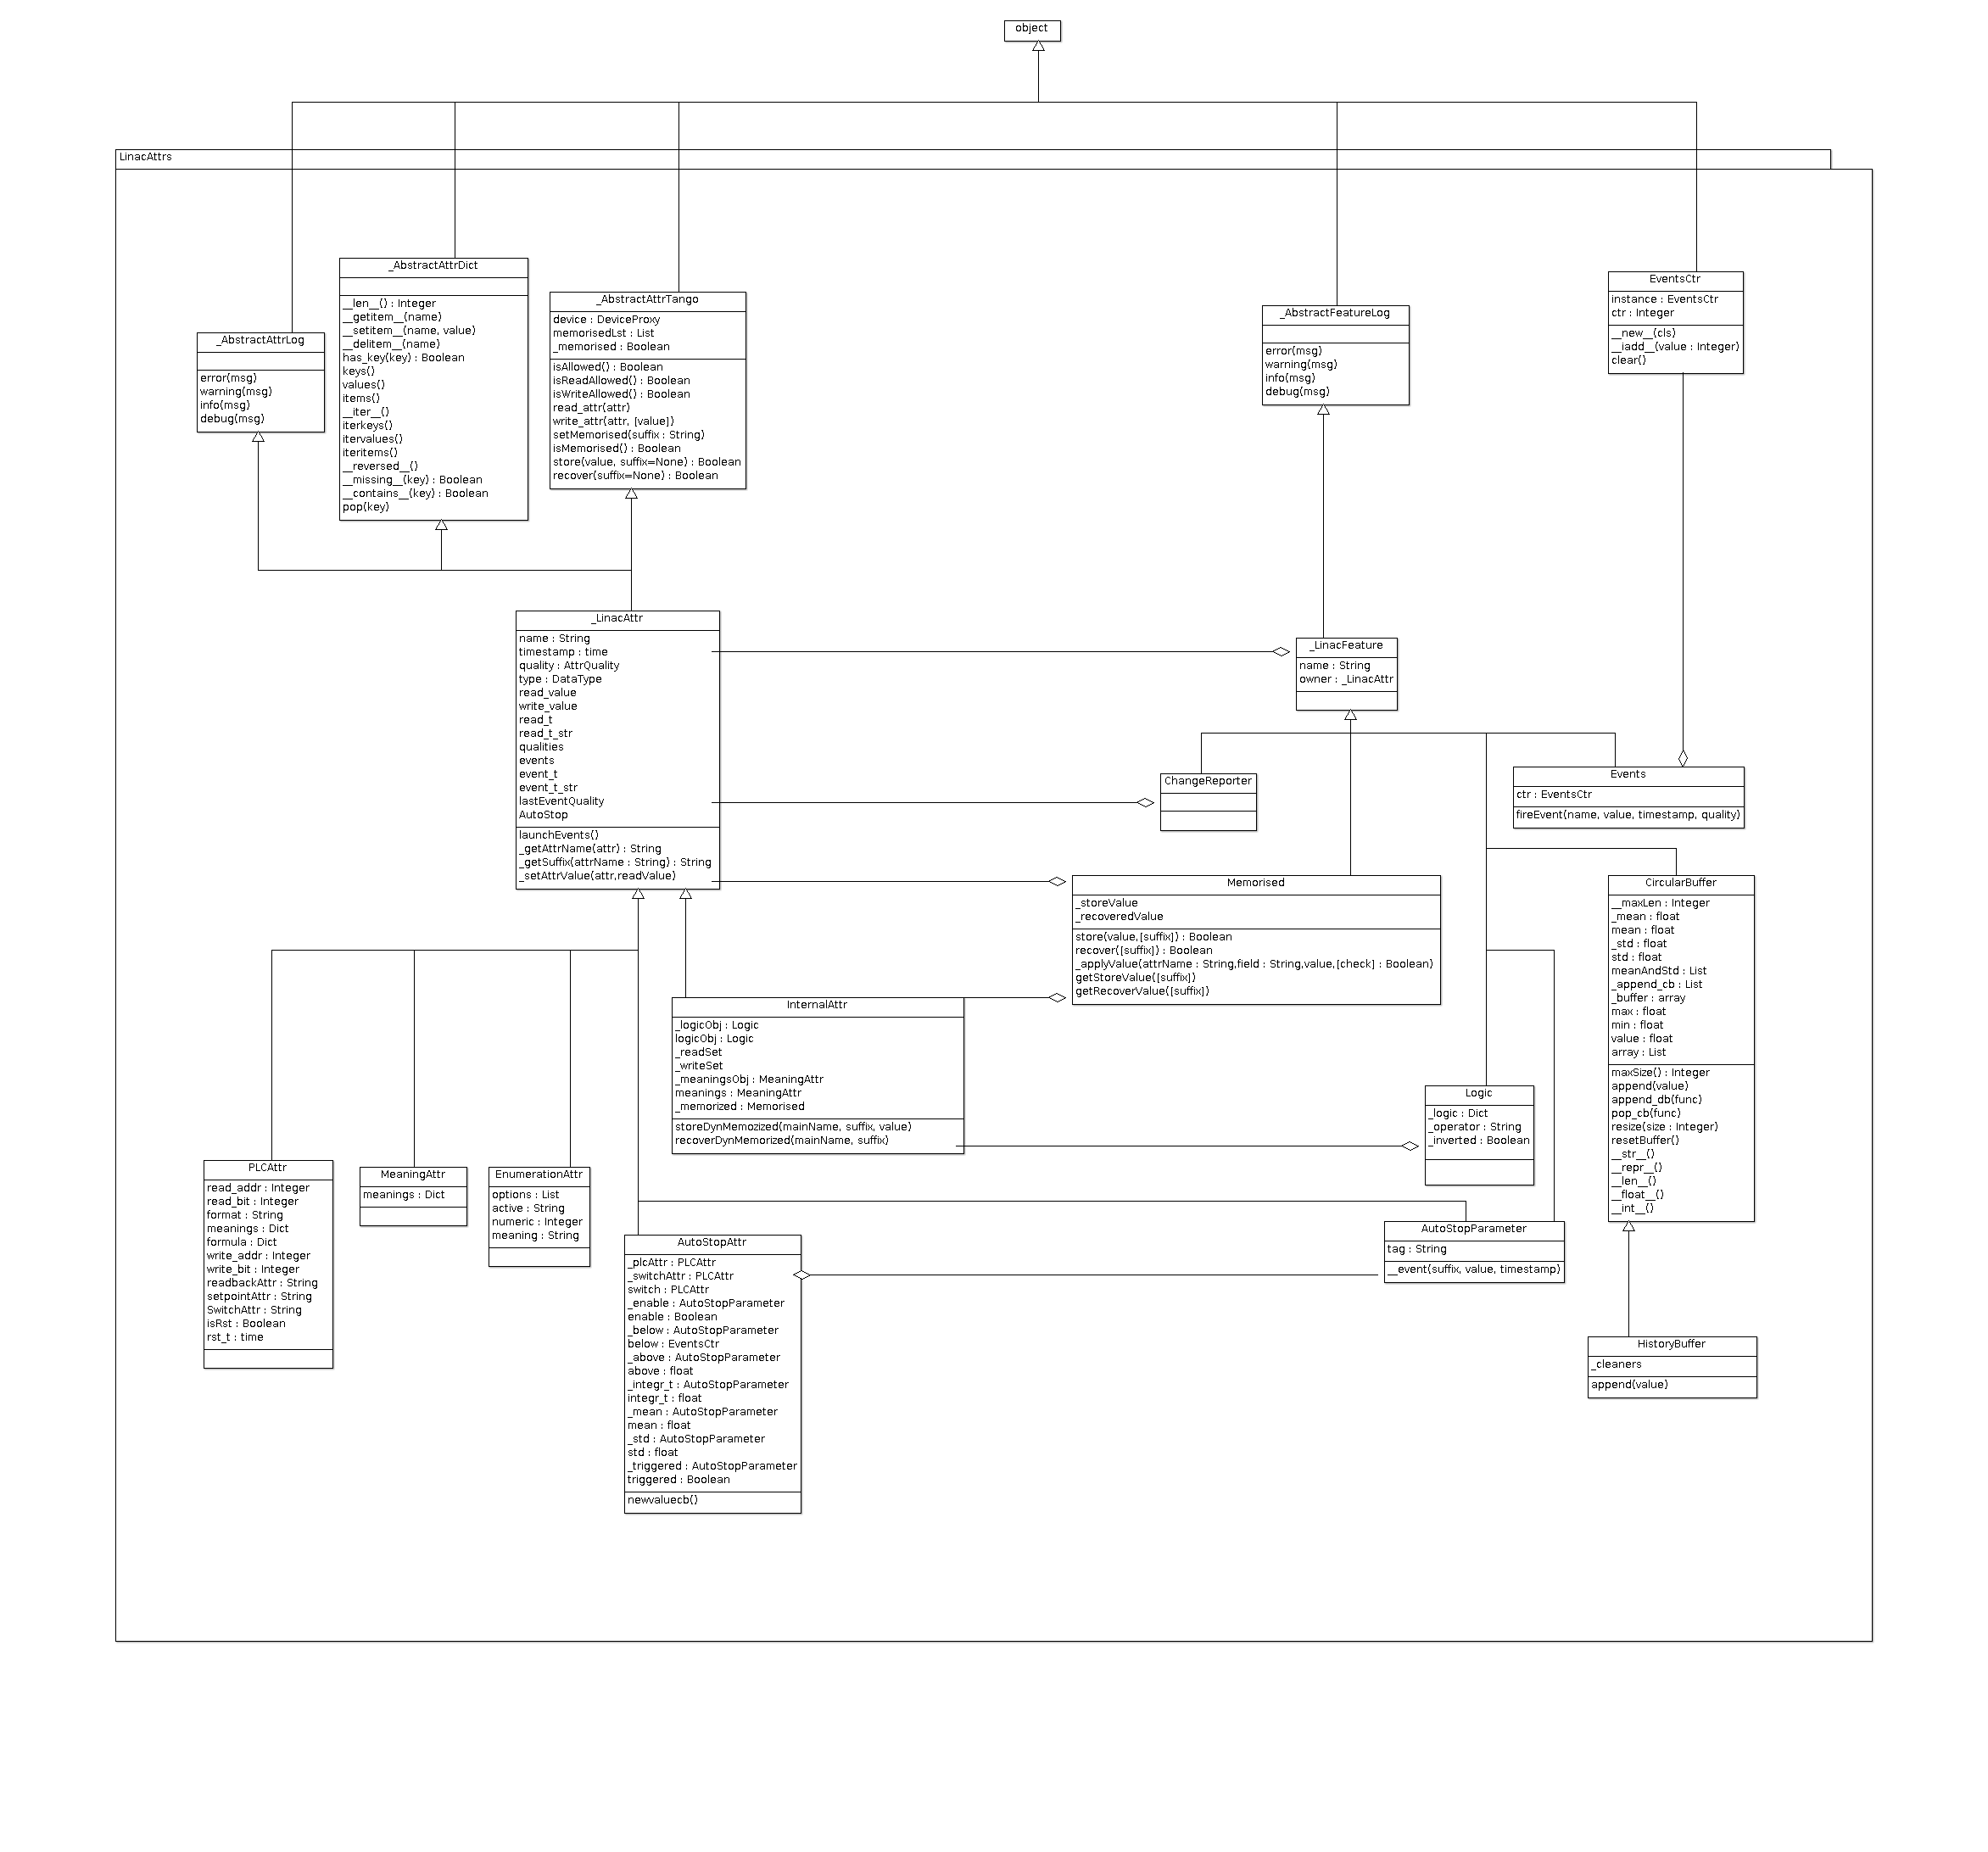 object
LinacAttrs
_AbstractAttrLog
error(msg)
warning(msg)
info(msg)
debug(msg)
_AbstractAttrDict
__len__() : Integer
__getitem__(name)
__setitem__(name, value)
__delitem__(name)
has_key(key) : Boolean
keys()
values()
items()
__iter__()
iterkeys()
itervalues()
iteritems()
__reversed__()
__missing__(key) : Boolean
__contains__(key) : Boolean
pop(key)
_AbstractAttrTango
device : DeviceProxy
memorisedLst : List
_memorised : Boolean
isAllowed() : Boolean
isReadAllowed() : Boolean
isWriteAllowed() : Boolean
read_attr(attr)
write_attr(attr, [value])
setMemorised(suffix : String)
isMemorised() : Boolean
store(value, suffix=None) : Boolean
recover(suffix=None) : Boolean
_AbstractFeatureLog
error(msg)
warning(msg)
info(msg)
debug(msg)
EventsCtr
instance : EventsCtr
ctr : Integer
__new__(cls)
__iadd__(value : Integer)
clear()
_LinacAttr
name : String
timestamp : time
quality : AttrQuality
type : DataType
read_value
write_value
read_t
read_t_str
qualities
events
event_t
event_t_str
lastEventQuality
AutoStop
launchEvents()
_getAttrName(attr) : String
_getSuffix(attrName : String) : String
_setAttrValue(attr,readValue)
_LinacFeature
name : String
owner : _LinacAttr
ChangeReporter
Events
ctr : EventsCtr
fireEvent(name, value, timestamp, quality)
Memorised
_storeValue
_recoveredValue
store(value,[suffix]) : Boolean
recover([suffix]) : Boolean
_applyValue(attrName : String,field : String,value,[check] : Boolean)
getStoreValue([suffix])
getRecoverValue([suffix])
CircularBuffer
__maxLen : Integer
_mean : float
mean : float
_std : float
std : float
meanAndStd : List
_append_cb : List
_buffer : array
max : float
min : float
value : float
array : List
maxSize() : Integer
append(value)
append_db(func)
pop_cb(func)
resize(size : Integer)
resetBuffer()
__str__()
__repr__()
__len__()
__float__()
__int__()
InternalAttr
_logicObj : Logic
logicObj : Logic
_readSet
_writeSet
_meaningsObj : MeaningAttr
meanings : MeaningAttr
_memorized : Memorised
storeDynMemozized(mainName, suffix, value)
recoverDynMemorized(mainName, suffix)
Logic
_logic : Dict
_operator : String
_inverted : Boolean
PLCAttr
read_addr : Integer
read_bit : Integer
format : String
meanings : Dict
formula : Dict
write_addr : Integer
write_bit : Integer
readbackAttr : String
setpointAttr : String
SwitchAttr : String
isRst : Boolean
rst_t : time
MeaningAttr
meanings : Dict
EnumerationAttr
options : List
active : String
numeric : Integer
meaning : String
AutoStopAttr
_plcAttr : PLCAttr
_switchAttr : PLCAttr
switch : PLCAttr
_enable : AutoStopParameter
enable : Boolean
_below : AutoStopParameter
below : EventsCtr
_above : AutoStopParameter
above : float
_integr_t : AutoStopParameter
integr_t : float
_mean : AutoStopParameter
mean : float
_std : AutoStopParameter
std : float
_triggered : AutoStopParameter
triggered : Boolean
newvaluecb()
AutoStopParameter
tag : String
__event(suffix, value, timestamp)
HistoryBuffer
_cleaners
append(value)